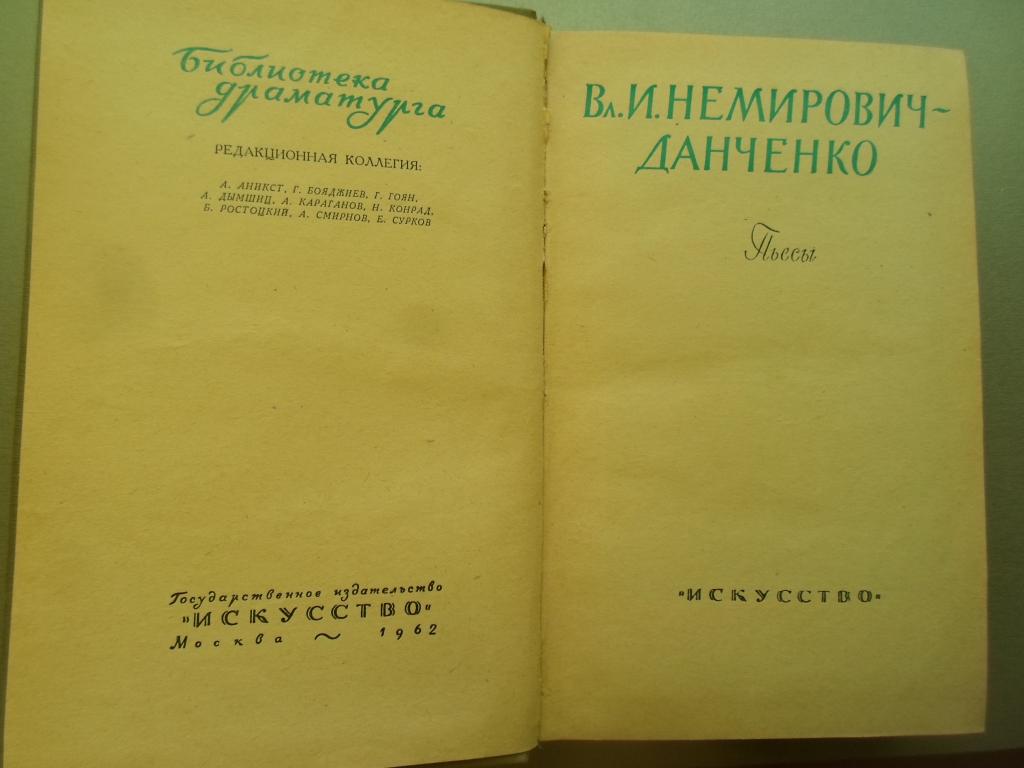 Библиотека
драматурга
РЕДАКЦИОННАЯ КОЛЛЕГИЯ:
А. АНИКСТ, Г. БОЯДЖИЕВ, Г. ГОЯН,
А. ДЫМШИЦ, А. КАРАГАНОВ, Н. КОНРАД,
Б. РОСТОЦКИЙ, А. СМИРНОВ, Е. СУРКОВ
Государственное издательство
"ИСКУССТВО"
Москва ~ 1962
Вл. И. НЕМИРОВИЧ-
ДАНЧЕНКО
Пьесы
"ИСКУССТВО"